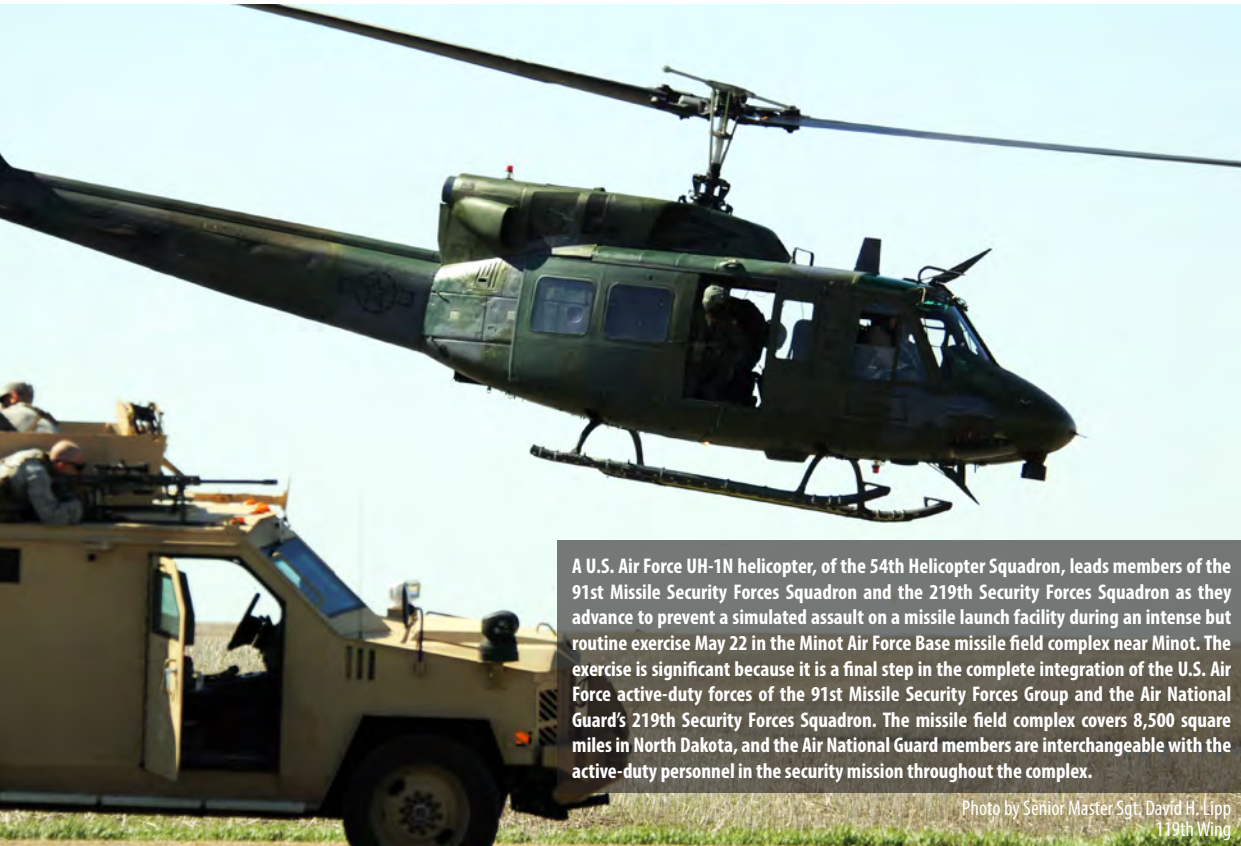 A U.S. Air Force UH-1N helicopter, of the 54th Helicopter Squadron, leads members of the
91st Missile Security Forces Squadron and the 219th Security Forces Squadron as they
advance to prevent a simulated assault on a missile launch facility during an intense but
routine exercise May 22 in the Minot Air Force Base missile field complex near Minot. The
exercise is significant because it is a final step in the complete integration of the U.S. Air
Force active-duty forces of the 91st Missile Security Forces Group and the Air National
Guard's 219th Security Forces Squadron. The missile field complex covers 8,500 square
miles in North Dakota, and the Air National Guard members are interchangeable with the
active-duty personnel in the security mission throughout the complex.
Photo by Senior Master Sgt. David H. Lipp
119th Wing